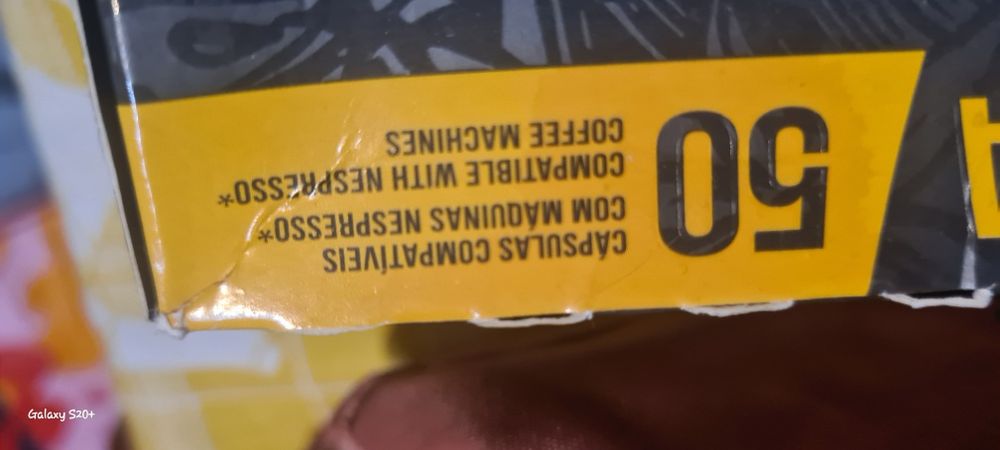 50
CÁPSULAS COMPATÍVEIS
COM MÁQUINAS NESPRESSO*
COMPATIBLE WITH NESPRESSO*
COFFEE MACHINES
Galaxy S20+